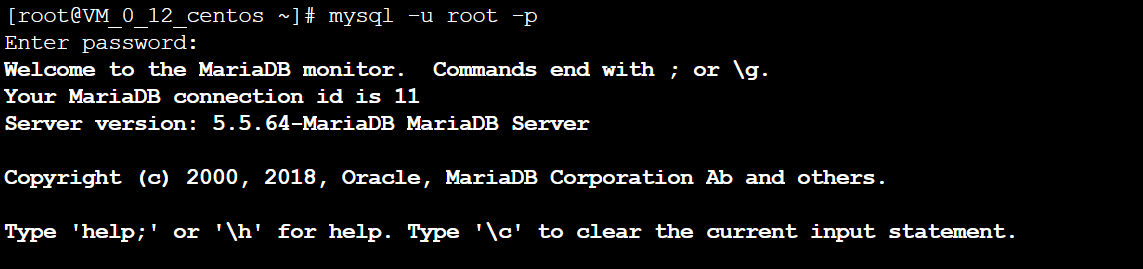 [root@VM_0_12_centos ~]# mysql -u root -p
Enter password:
Welcome to the MariaDB monitor.  Commands end with ; or \g.
Your MariaDB connection id is 11
Server version: 5.5.64-MariaDB MariaDB Server
Copyright (c) 2000, 2018, Oracle, MariaDB Corporation Ab and others.
Type 'help;' or '\h' for help. Type '\c' to clear the current input statement.